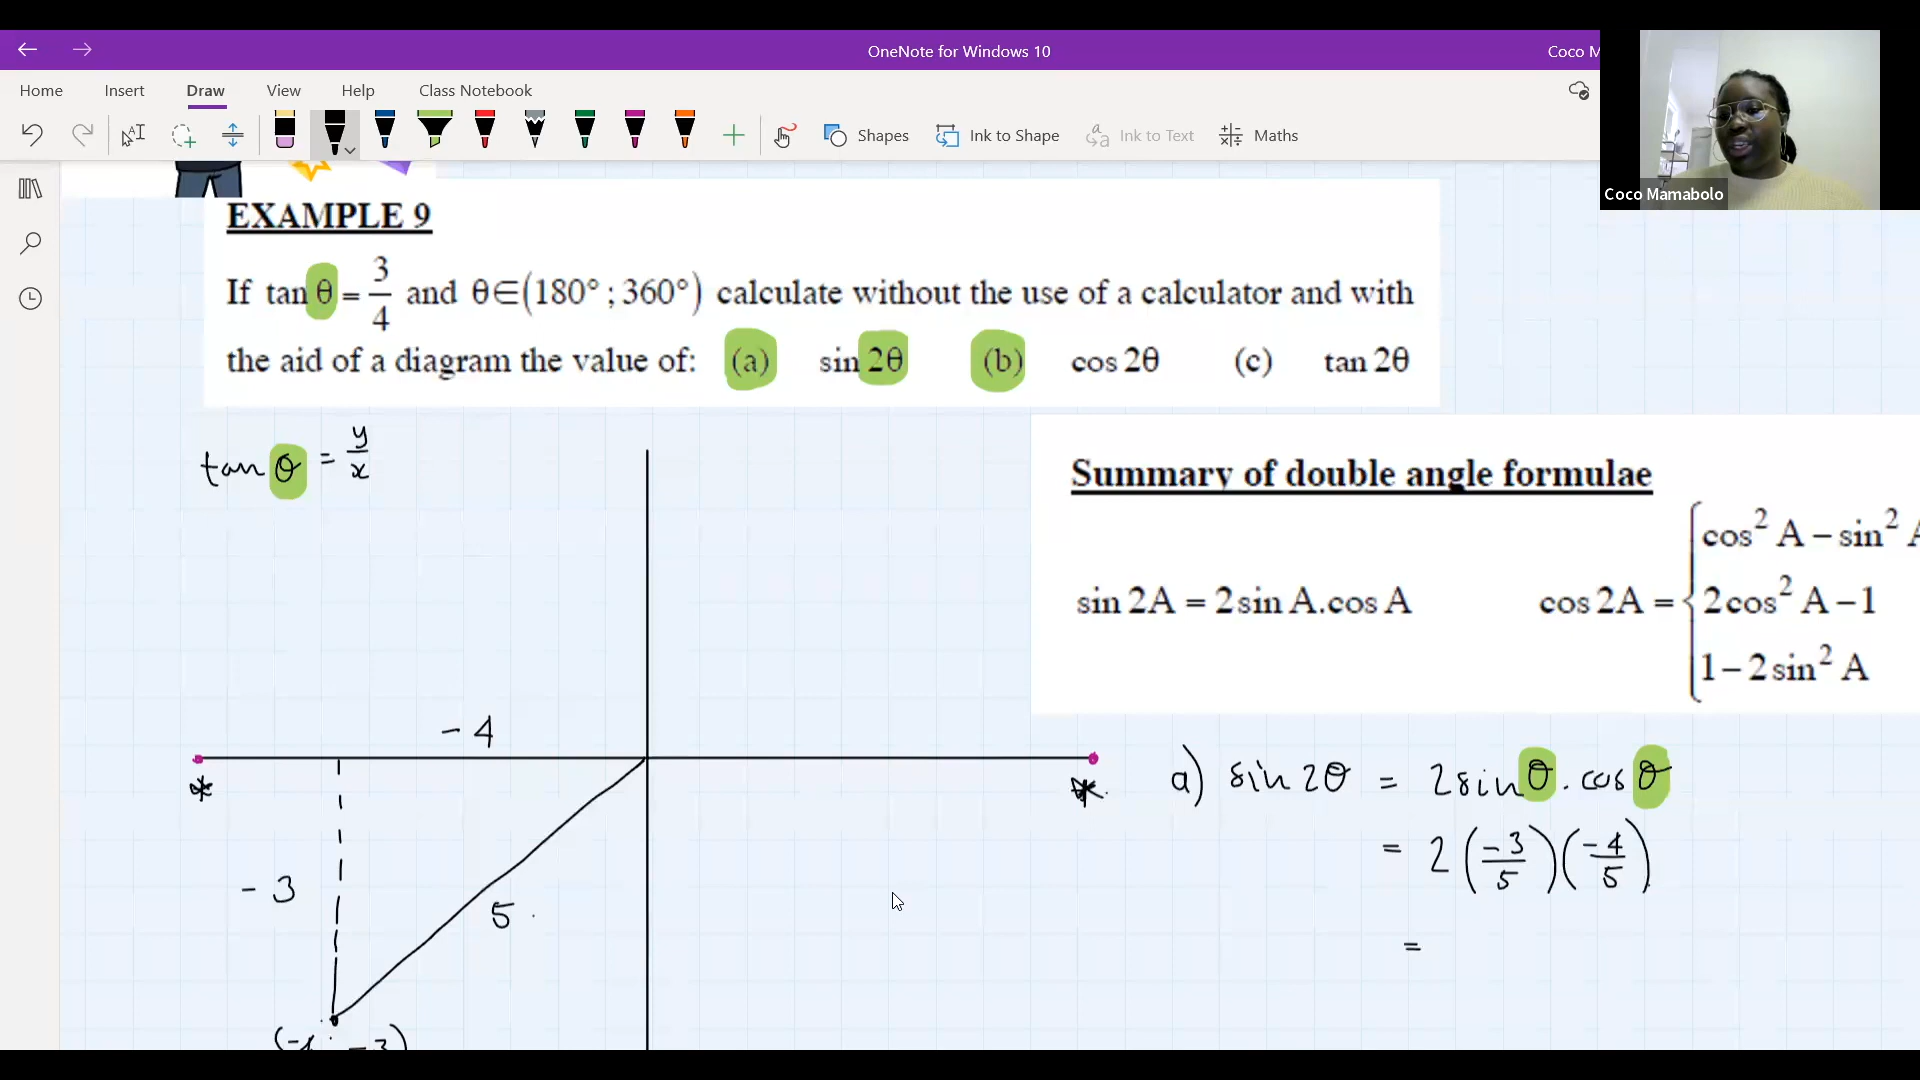 OneNote for Windows 10
Coco M
Home Insert Draw View Help Class Notebook
Shapes Ink to Shape Ink to Text Maths
Coco Mamabolo
EXAMPLE 9
If tan θ = 3/4 and θ∈(180° ; 360°) calculate without the use of a calculator and with
the aid of a diagram the value of: (a) sin 2θ (b) cos 2θ (c) tan 2θ
tan θ = y/x
Summary of double angle formulae
sin 2A = 2 sin A.cos A
cos 2A = { cos² A − sin² A
2 cos² A − 1
1 − 2 sin² A
- 4
* *
- 3
5
(-4 ; -3)
a) sin 2θ = 2 sin θ . cos θ
= 2 (-3/5)(-4/5)
=